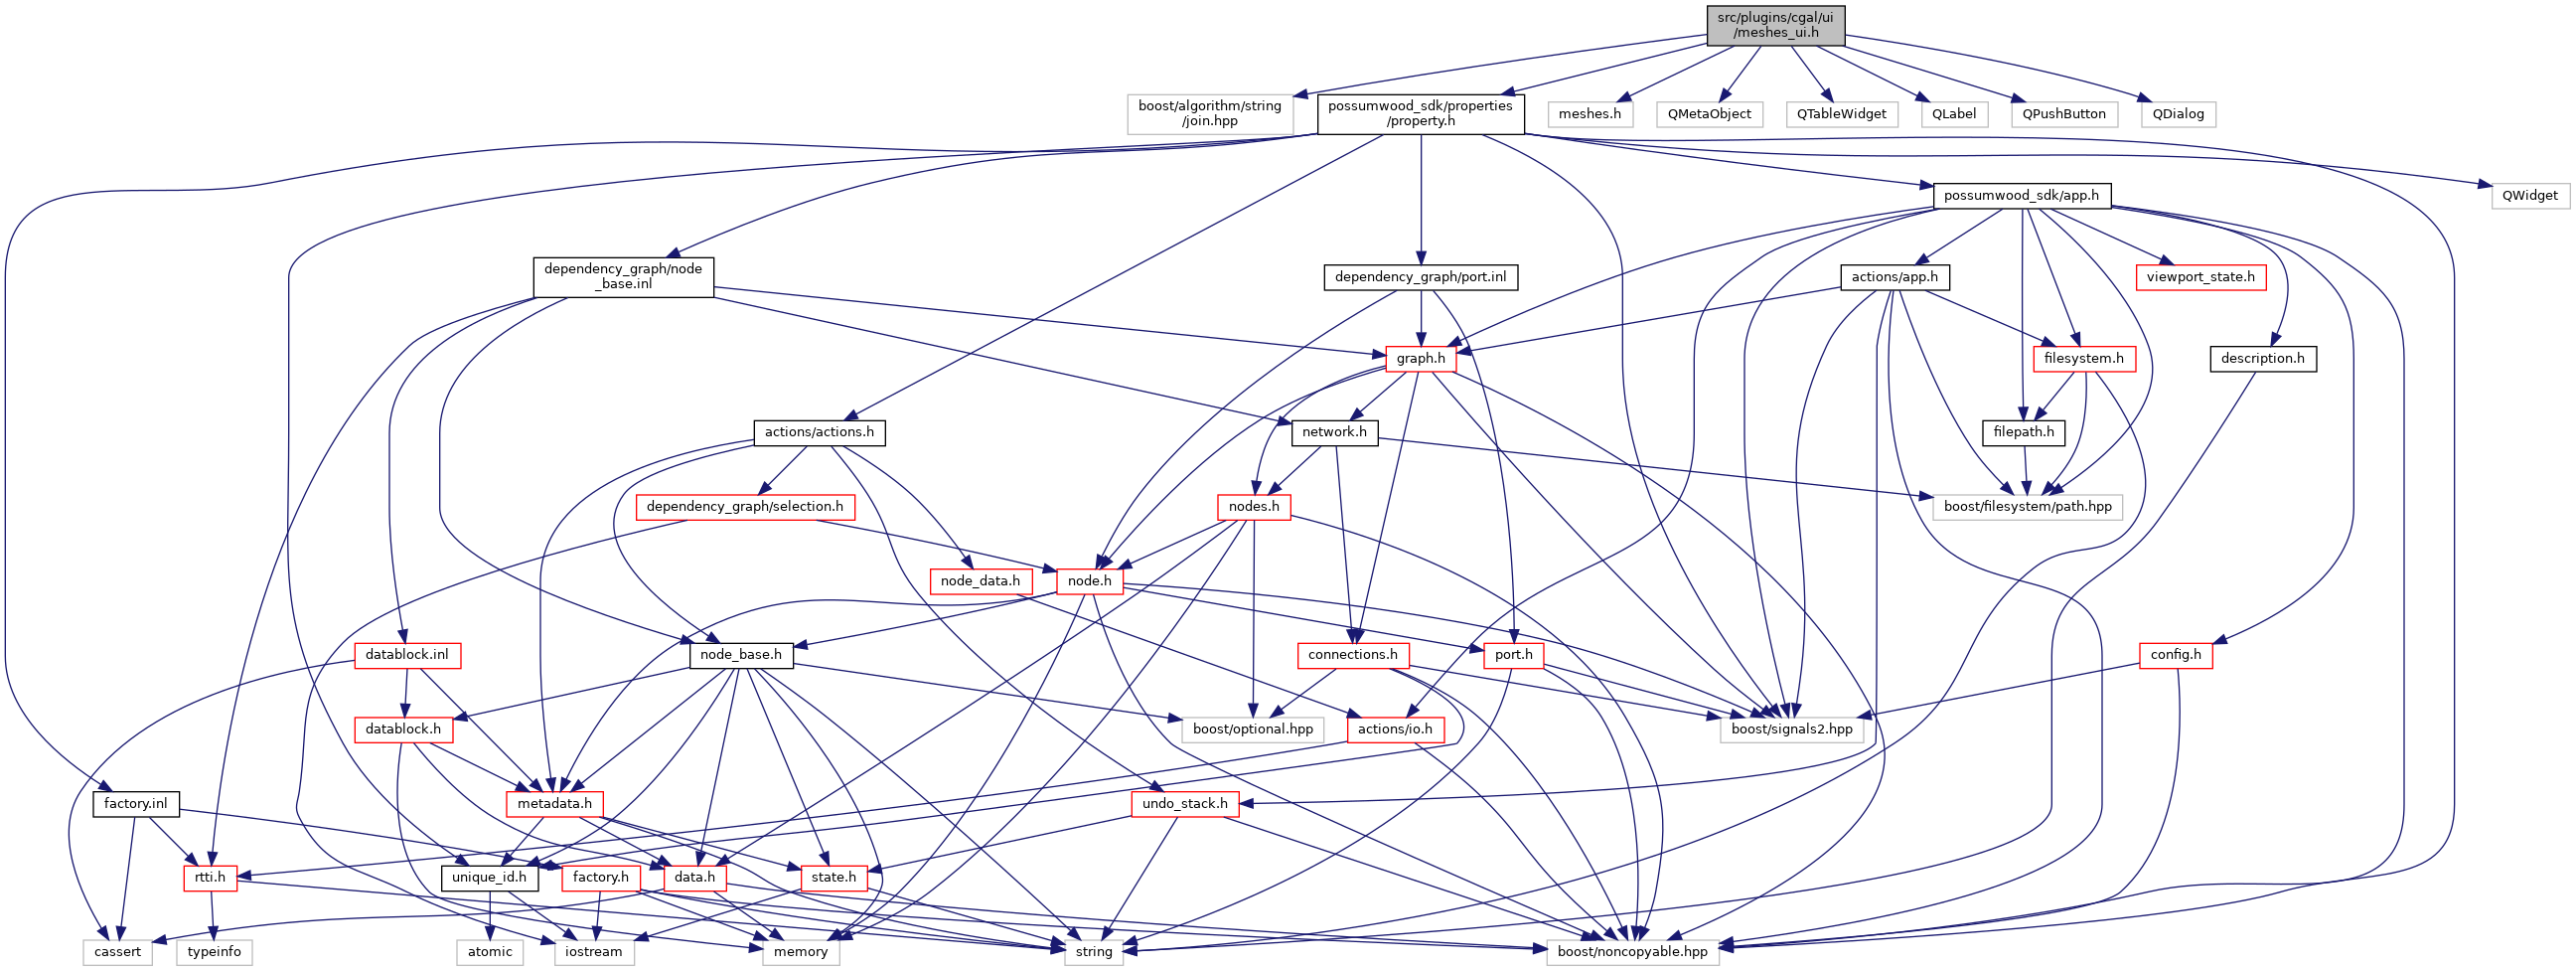 src/plugins/cgal/ui
/meshes_ui.h
boost/algorithm/string
/join.hpp
possumwood_sdk/properties
/property.h
meshes.h
QMetaObject
QTableWidget
QLabel
QPushButton
QDialog
possumwood_sdk/app.h
QWidget
dependency_graph/node
_base.inl
dependency_graph/port.inl
actions/app.h
viewport_state.h
graph.h
filesystem.h
description.h
actions/actions.h
network.h
filepath.h
dependency_graph/selection.h
nodes.h
boost/filesystem/path.hpp
node_data.h
node.h
datablock.inl
node_base.h
connections.h
port.h
config.h
datablock.h
boost/optional.hpp
actions/io.h
boost/signals2.hpp
factory.inl
metadata.h
undo_stack.h
rtti.h
unique_id.h
factory.h
data.h
state.h
cassert
typeinfo
atomic
iostream
memory
string
boost/noncopyable.hpp